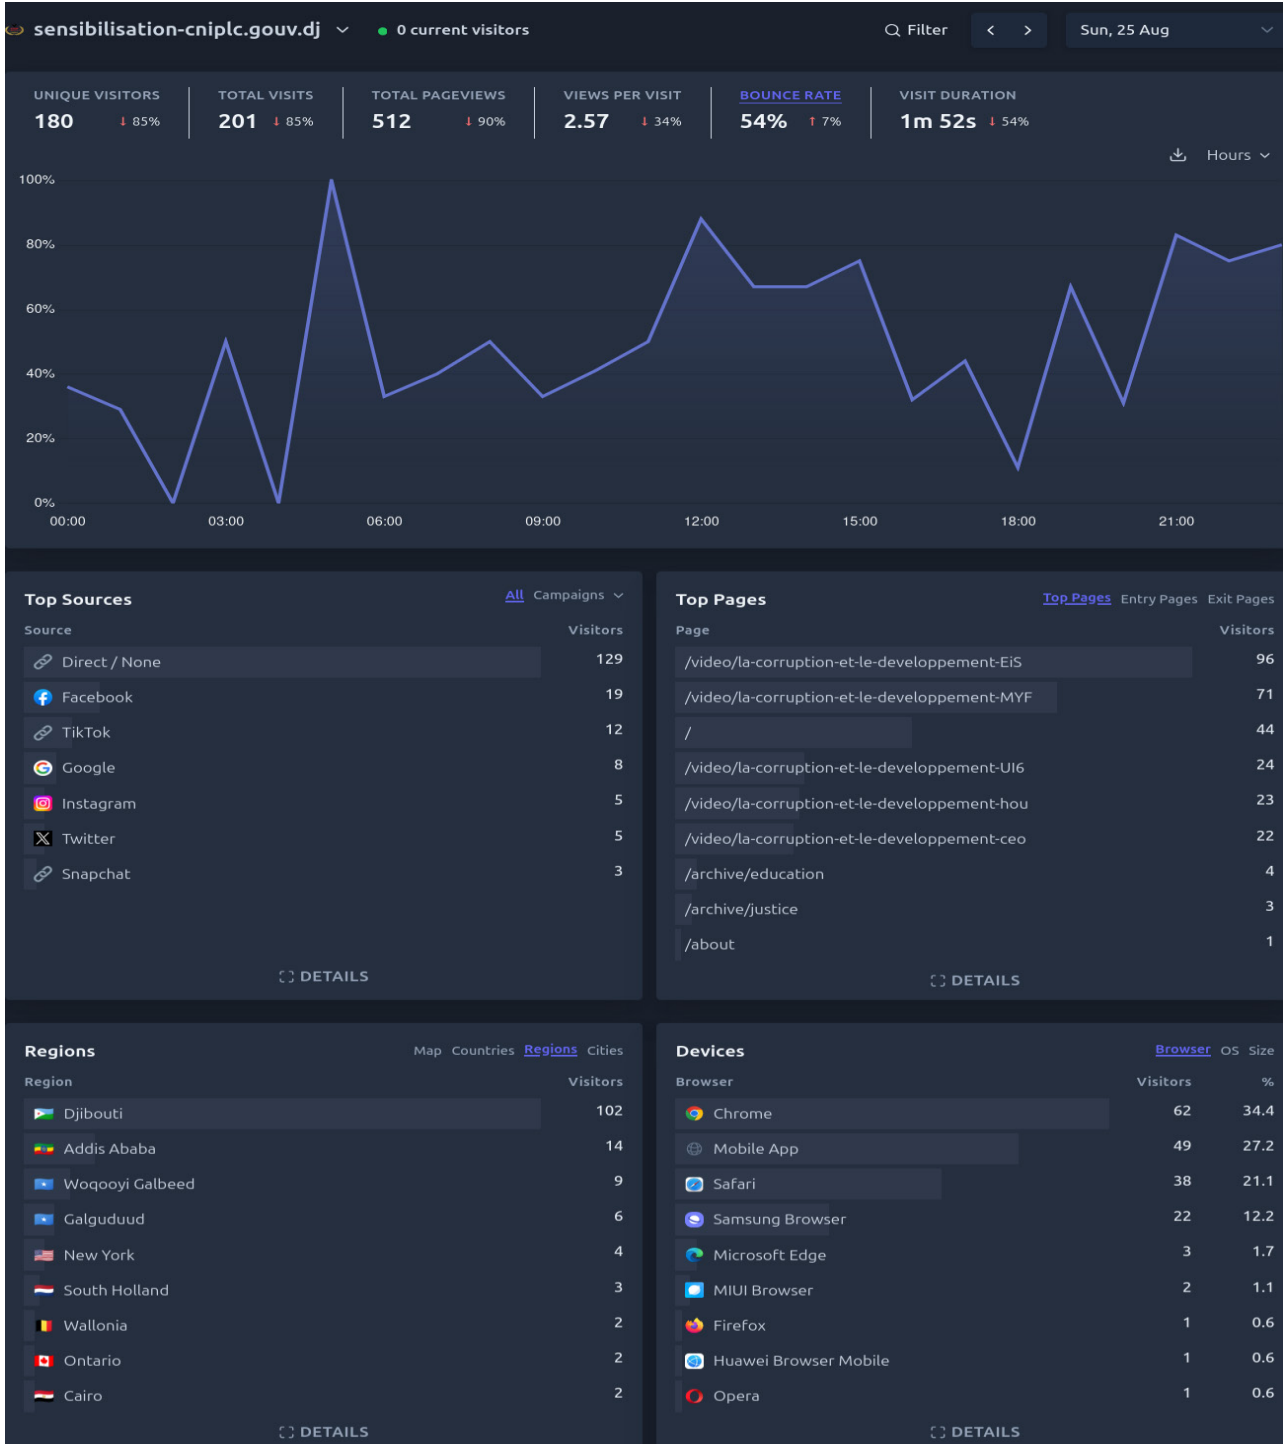 sensibilisation-cniplc.gouv.dj 0 current visitors Filter < > Sun, 25 Aug
UNIQUE VISITORS TOTAL VISITS TOTAL PAGEVIEWS VIEWS PER VISIT BOUNCE RATE VISIT DURATION
180 ↓ 85% 201 ↓ 85% 512 ↓ 90% 2.57 ↓ 34% 54% ↑ 7% 1m 52s ↓ 54%
Hours
100%
80%
60%
40%
20%
0%
00:00 03:00 06:00 09:00 12:00 15:00 18:00 21:00
Top Sources All Campaigns
Source Visitors
Direct / None 129
Facebook 19
TikTok 12
Google 8
Instagram 5
Twitter 5
Snapchat 3
DETAILS
Top Pages Top Pages Entry Pages Exit Pages
Page Visitors
/video/la-corruption-et-le-developpement-EiS 96
/video/la-corruption-et-le-developpement-MYF 71
/ 44
/video/la-corruption-et-le-developpement-UI6 24
/video/la-corruption-et-le-developpement-hou 23
/video/la-corruption-et-le-developpement-ceo 22
/archive/education 4
/archive/justice 3
/about 1
DETAILS
Regions Map Countries Regions Cities
Region Visitors
Djibouti 102
Addis Ababa 14
Woqooyi Galbeed 9
Galguduud 6
New York 4
South Holland 3
Wallonia 2
Ontario 2
Cairo 2
DETAILS
Devices Browser OS Size
Browser Visitors %
Chrome 62 34.4
Mobile App 49 27.2
Safari 38 21.1
Samsung Browser 22 12.2
Microsoft Edge 3 1.7
MIUI Browser 2 1.1
Firefox 1 0.6
Huawei Browser Mobile 1 0.6
Opera 1 0.6
DETAILS